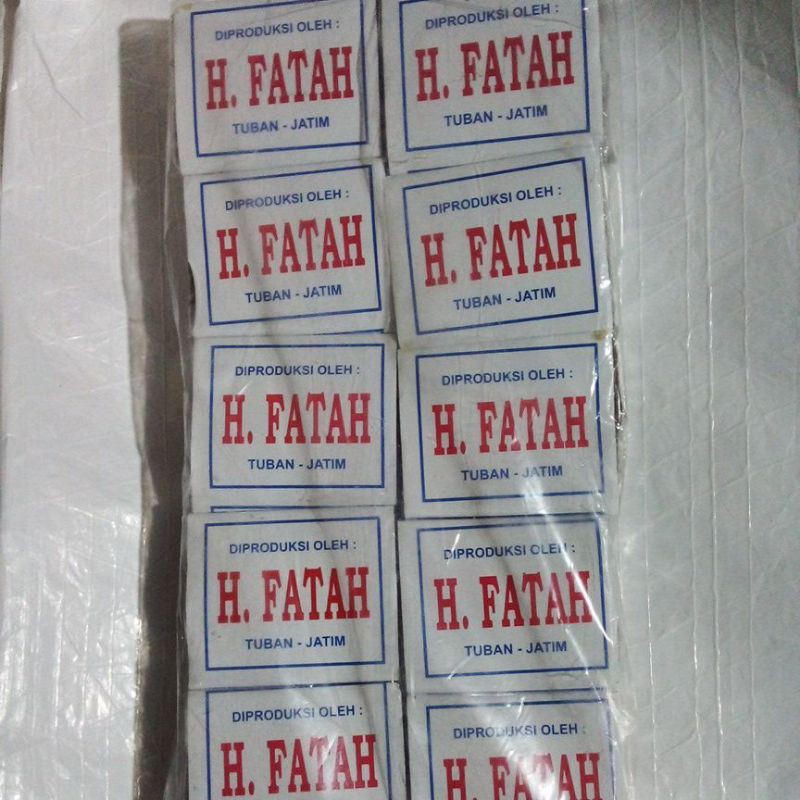 DIPRODUKSI OLEH :
H. FATAH
TUBAN - JATIM
DIPRODUKSI OLEH :
H. FATAH
TUBAN - JATIM
DIPRODUKSI OLEH :
H. FATAH
TUBAN - JATIM
DIPRODUKSI OLEH :
H. FATAH
TUBAN - JATIM
DIPRODUKSI OLEH :
H. FATAH
TUBAN - JATIM
DIPRODUKSI OLEH :
H. FATAH
TUBAN - JATIM
DIPRODUKSI OLEH :
H. FATAH
TUBAN - JATIM
DIPRODUKSI OLEH :
H. FATAH
TUBAN - JATIM
DIPRODUKSI OLEH :
H. FATAH
DIPRODUKSI OLEH :
H. FATAH